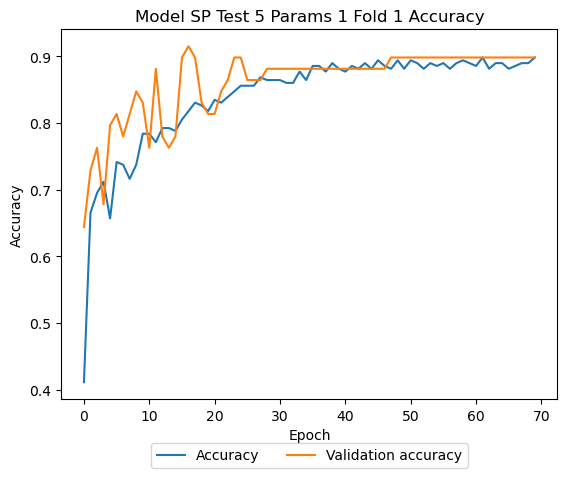 Model SP Test 5 Params 1 Fold 1 Accuracy
Accuracy
0.9
0.8
0.7
0.6
0.5
0.4
0 10 20 30 40 50 60 70
Epoch
Accuracy Validation accuracy